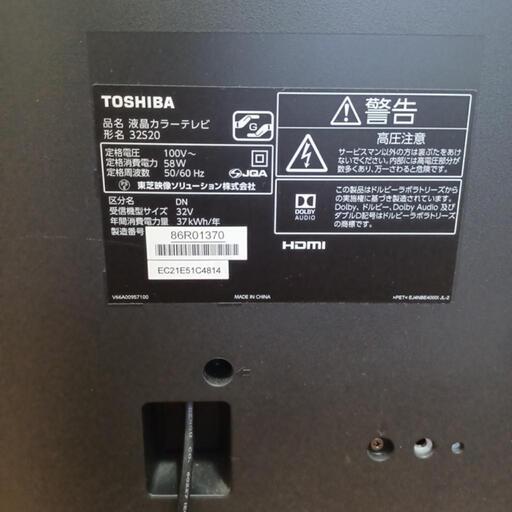 TOSHIBA
品名 液晶カラーテレビ
形名 32S20
定格電圧 100V~
定格消費電力 58W
定格周波数 50/60 Hz
JQA
東芝映像ソリューション株式会社
区分名 DN
受信機型サイズ 32V
年間消費電力量 37 kWh/年
製造番号
86R01370
EC21E51C4814
V66A00957100
MADE IN CHINA
警告
高圧注意
サービスマン以外の方は裏ぶたをあけ
ないでください。内部には高電圧部分が
数多くあり、万一さわると危険です。
DOLBY
AUDIO
この製品はドルビーラボラトリーズから
の実施権に基づき製造されています。
Dolby、ドルビー、Dolby Audio 及び
ダブルD記号はドルビーラボラトリーズ
の商標です。
HDMI